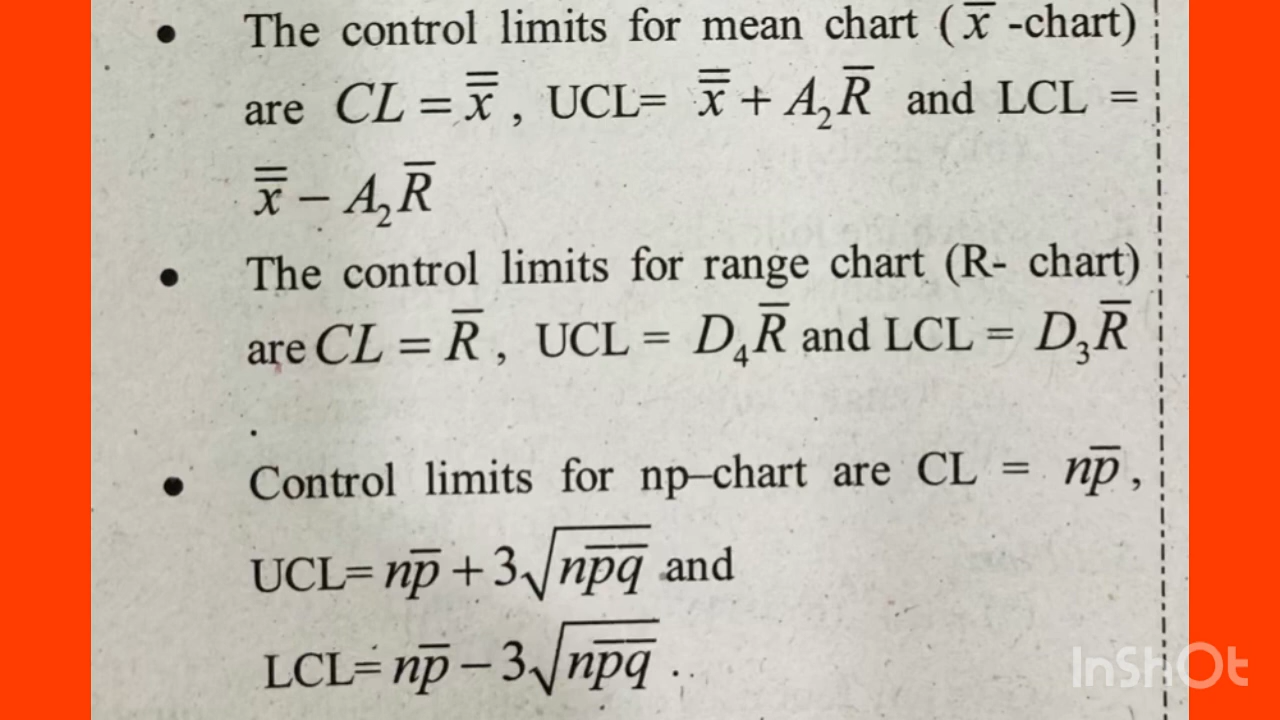 • The control limits for mean chart ( x̄ -chart)
are CL = x̿ , UCL= x̿ + A₂R̄ and LCL =
x̿ – A₂R̄
• The control limits for range chart (R- chart)
are CL = R̄ , UCL = D₄R̄ and LCL = D₃R̄
.
• Control limits for np–chart are CL = np̄ ,
UCL= np̄ + 3√(np̄q̄) and
LCL= np̄ – 3√(np̄q̄) .
InShOt